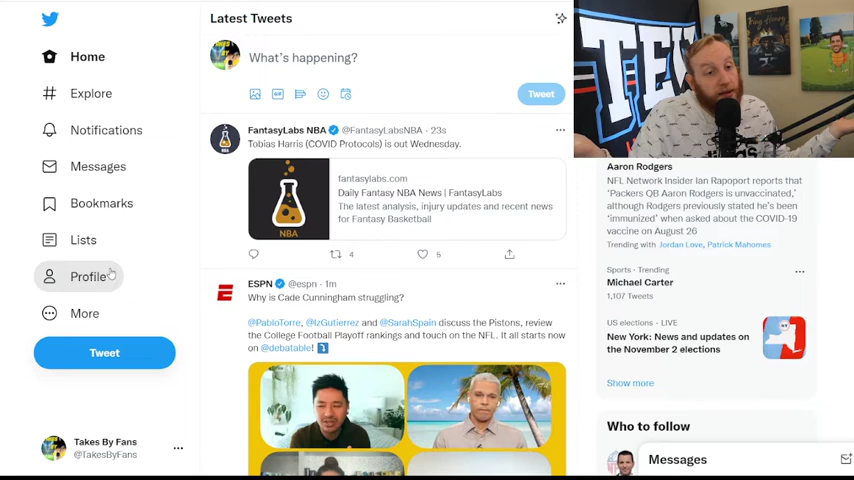 Home
Explore
Notifications
Messages
Bookmarks
Lists
Profile
More
Tweet
Takes By Fans
@TakesByFans
Latest Tweets
What's happening?
Tweet
FantasyLabs NBA @FantasyLabsNBA · 23s
Tobias Harris (COVID Protocols) is out Wednesday.
NBA
fantasylabs.com
Daily Fantasy NBA News | FantasyLabs
The latest analysis, injury updates and recent news
for Fantasy Basketball
4
5
ESPN @espn · 1m
Why is Cade Cunningham struggling?
@PabloTorre, @IzGutierrez and @SarahSpain discuss the Pistons, review
the College Football Playoff rankings and touch on the NFL. It all starts now
on @debatable!
Aaron Rodgers
NFL Network Insider Ian Rapoport reports that
'Packers QB Aaron Rodgers is unvaccinated,'
although Rodgers previously stated he's been
'immunized' when asked about the COVID-19
vaccine on August 26
Trending with Jordan Love, Patrick Mahomes
Sports · Trending
Michael Carter
1,107 Tweets
US elections · LIVE
New York: News and updates on
the November 2 elections
Show more
Who to follow
Messages